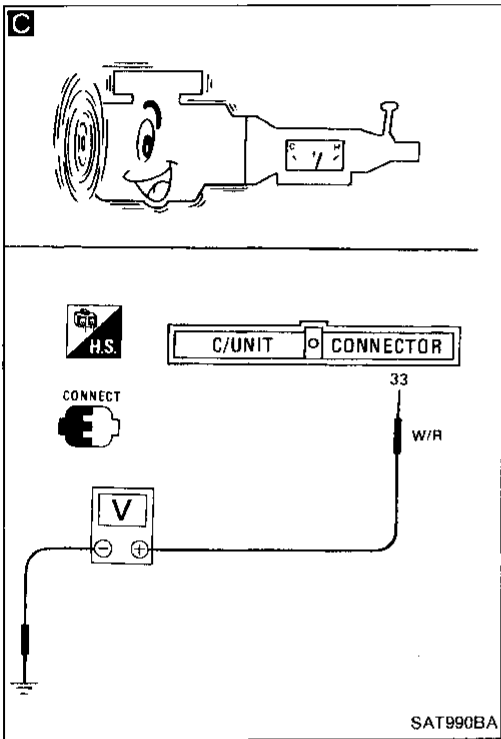 C
C H
H.S.
C/UNIT CONNECTOR
33
CONNECT
W/R
V
SAT990BA